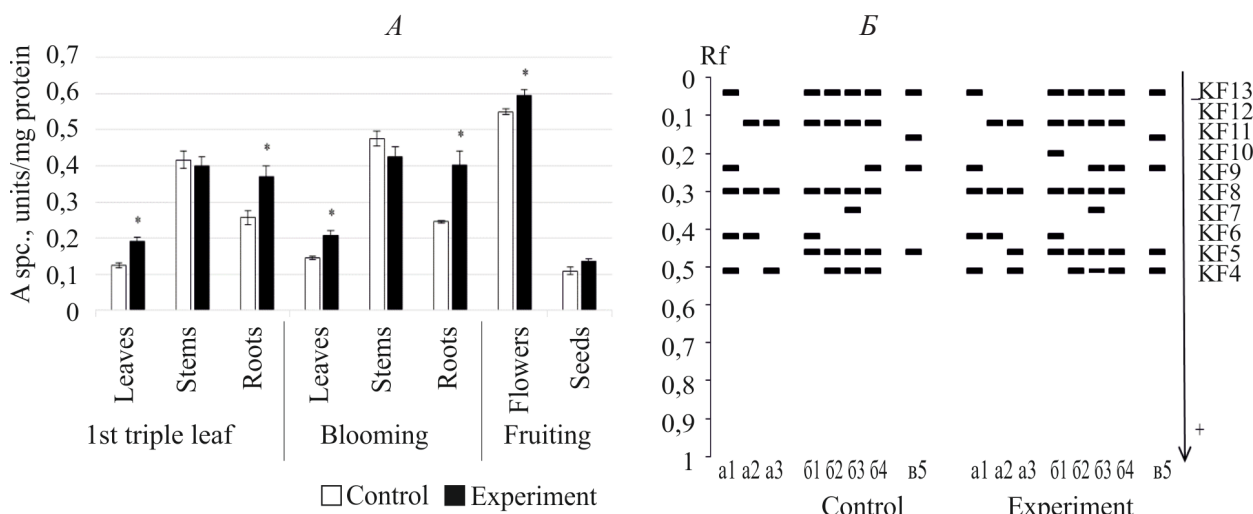 А
A spc., units/mg protein
0,7
0,6
0,5
0,4
0,3
0,2
0,1
0
* * * * *
Leaves Stems Roots Leaves Stems Roots Flowers Seeds
1st triple leaf Blooming Fruiting
Control Experiment
Б
Rf
0
0,1
0,2
0,3
0,4
0,5
0,6
0,7
0,8
0,9
1
_KF13
KF12
KF11
KF10
KF9
KF8
KF7
KF6
KF5
KF4
+
а1 а2 а3 б1 б2 б3 б4 в5 а1 а2 а3 б1 б2 б3 б4 в5
Control Experiment